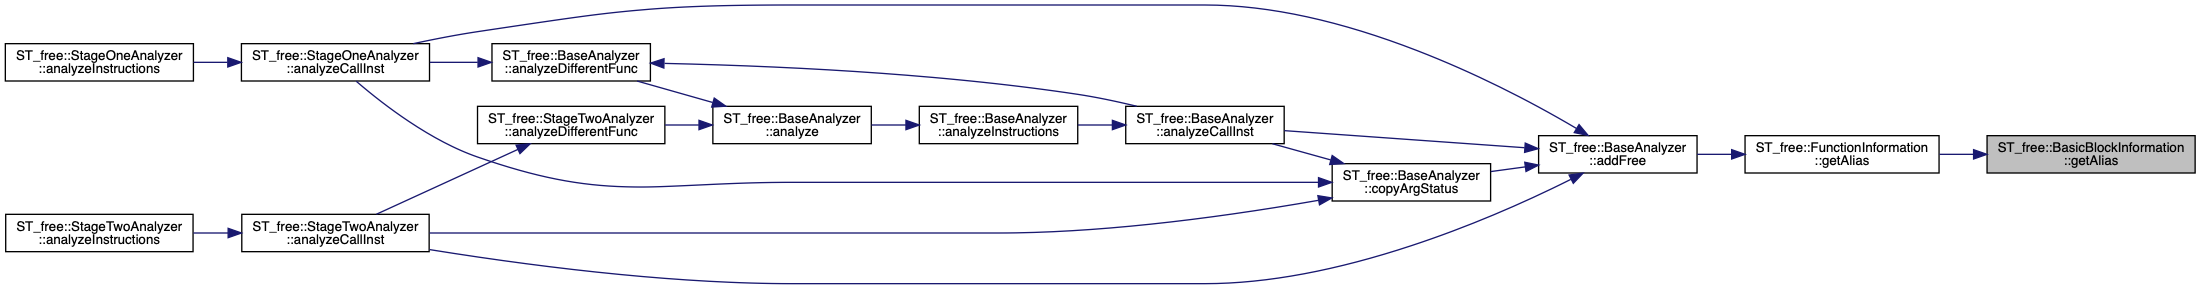 ST_free::StageOneAnalyzer
::analyzeInstructions
ST_free::StageOneAnalyzer
::analyzeCallInst
ST_free::BaseAnalyzer
::analyzeDifferentFunc
ST_free::StageTwoAnalyzer
::analyzeDifferentFunc
ST_free::BaseAnalyzer
::analyze
ST_free::BaseAnalyzer
::analyzeInstructions
ST_free::BaseAnalyzer
::analyzeCallInst
ST_free::BaseAnalyzer
::copyArgStatus
ST_free::BaseAnalyzer
::addFree
ST_free::FunctionInformation
::getAlias
ST_free::BasicBlockInformation
::getAlias
ST_free::StageTwoAnalyzer
::analyzeInstructions
ST_free::StageTwoAnalyzer
::analyzeCallInst